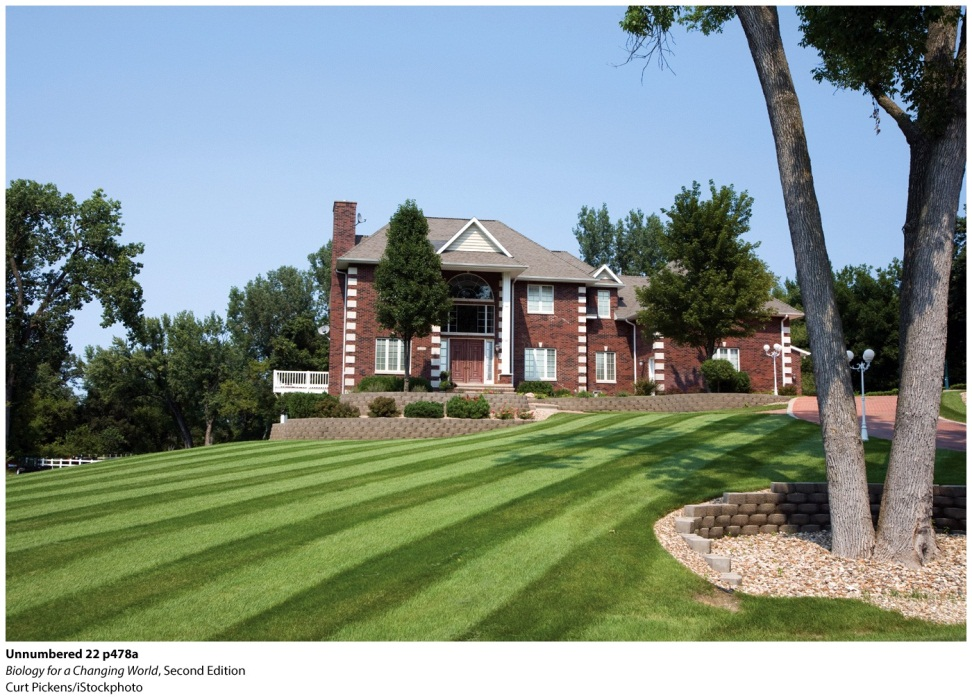 Unnumbered 22 p478a
Biology for a Changing World, Second Edition
Curt Pickens/iStockphoto